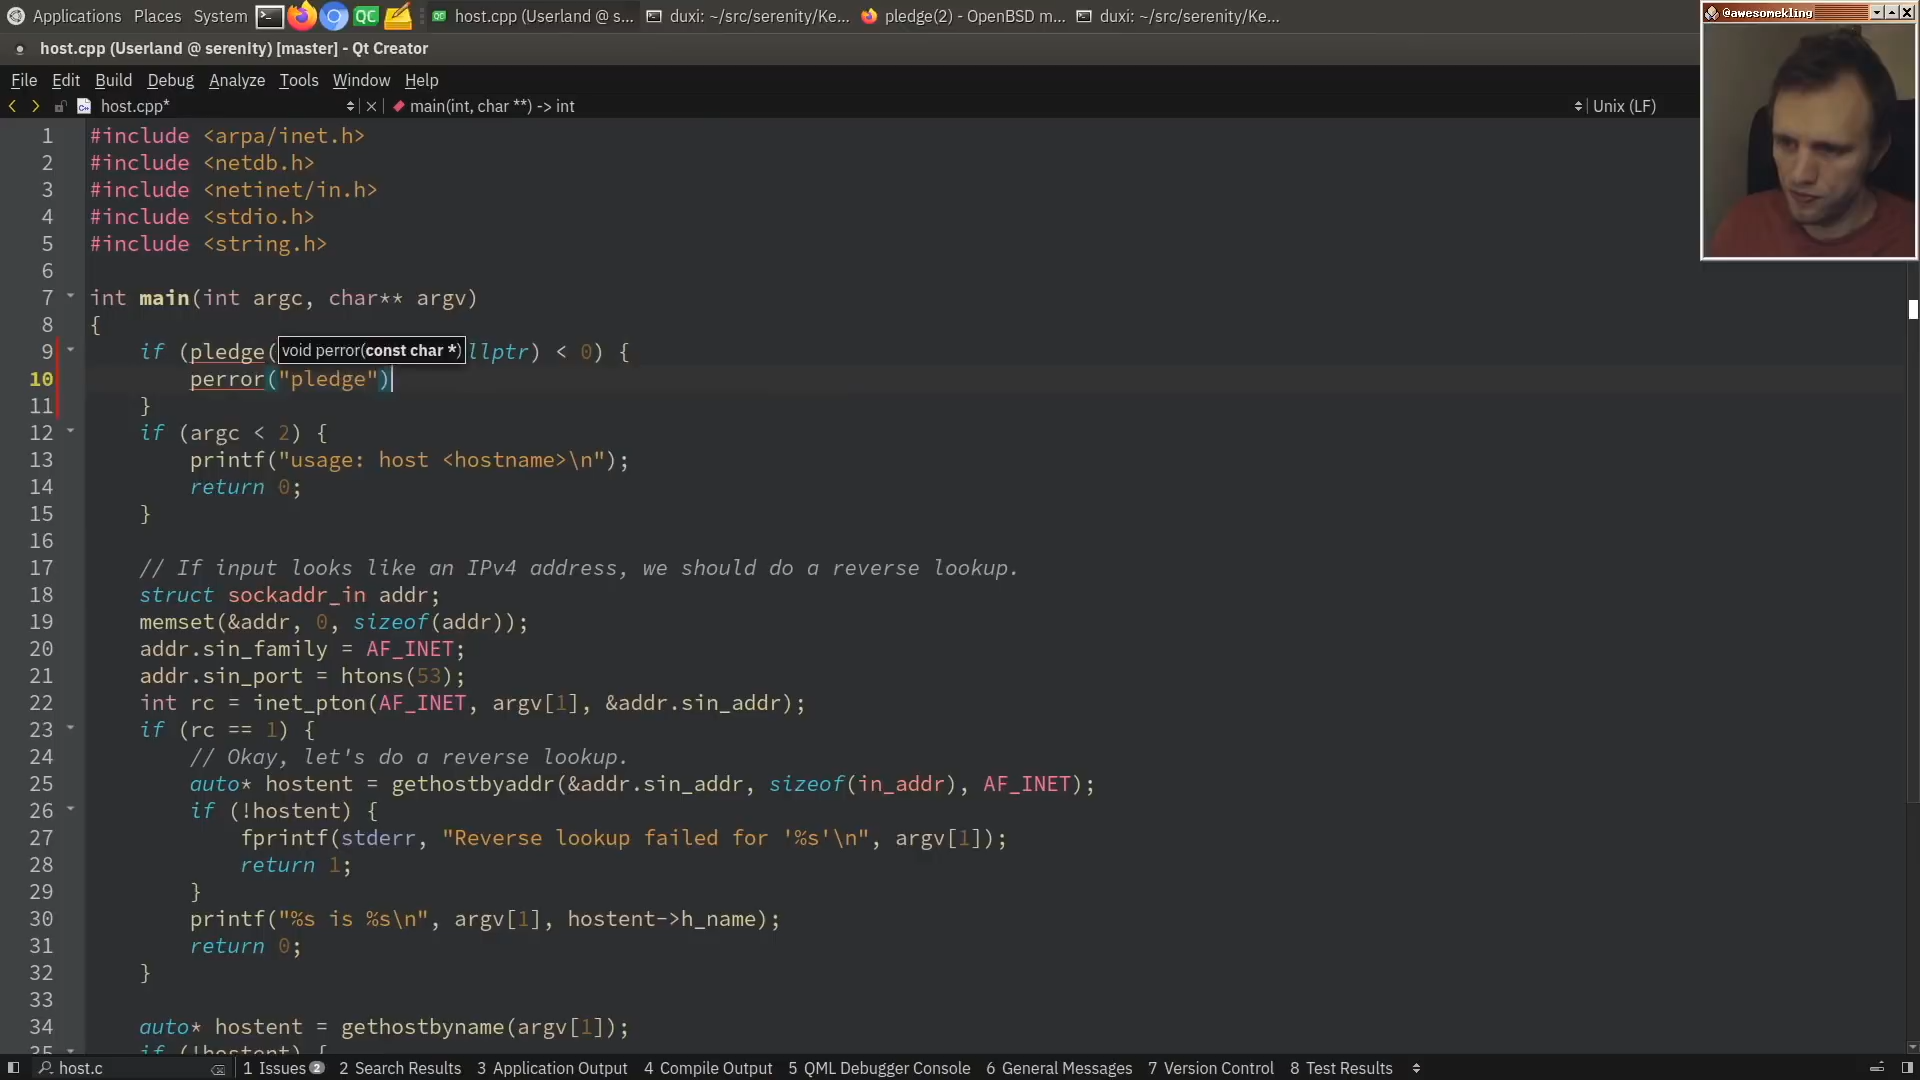 Applications Places System host.cpp (Userland @ s... duxi: ~/src/serenity/Ke... pledge(2) - OpenBSD m... duxi: ~/src/serenity/Ke...
@awesomekling
host.cpp (Userland @ serenity) [master] - Qt Creator
File Edit Build Debug Analyze Tools Window Help
host.cpp* main(int, char **) -> int Unix (LF)
1 #include <arpa/inet.h>
2 #include <netdb.h>
3 #include <netinet/in.h>
4 #include <stdio.h>
5 #include <string.h>
6
7 int main(int argc, char** argv)
8 {
9 if (pledge( void perror(const char *) llptr) < 0) {
10 perror("pledge")
11 }
12 if (argc < 2) {
13 printf("usage: host <hostname>\n");
14 return 0;
15 }
16
17 // If input looks like an IPv4 address, we should do a reverse lookup.
18 struct sockaddr_in addr;
19 memset(&addr, 0, sizeof(addr));
20 addr.sin_family = AF_INET;
21 addr.sin_port = htons(53);
22 int rc = inet_pton(AF_INET, argv[1], &addr.sin_addr);
23 if (rc == 1) {
24 // Okay, let's do a reverse lookup.
25 auto* hostent = gethostbyaddr(&addr.sin_addr, sizeof(in_addr), AF_INET);
26 if (!hostent) {
27 fprintf(stderr, "Reverse lookup failed for '%s'\n", argv[1]);
28 return 1;
29 }
30 printf("%s is %s\n", argv[1], hostent->h_name);
31 return 0;
32 }
33
34 auto* hostent = gethostbyname(argv[1]);
35 if (!hostent) {
host.c 1 Issues 2 2 Search Results 3 Application Output 4 Compile Output 5 QML Debugger Console 6 General Messages 7 Version Control 8 Test Results